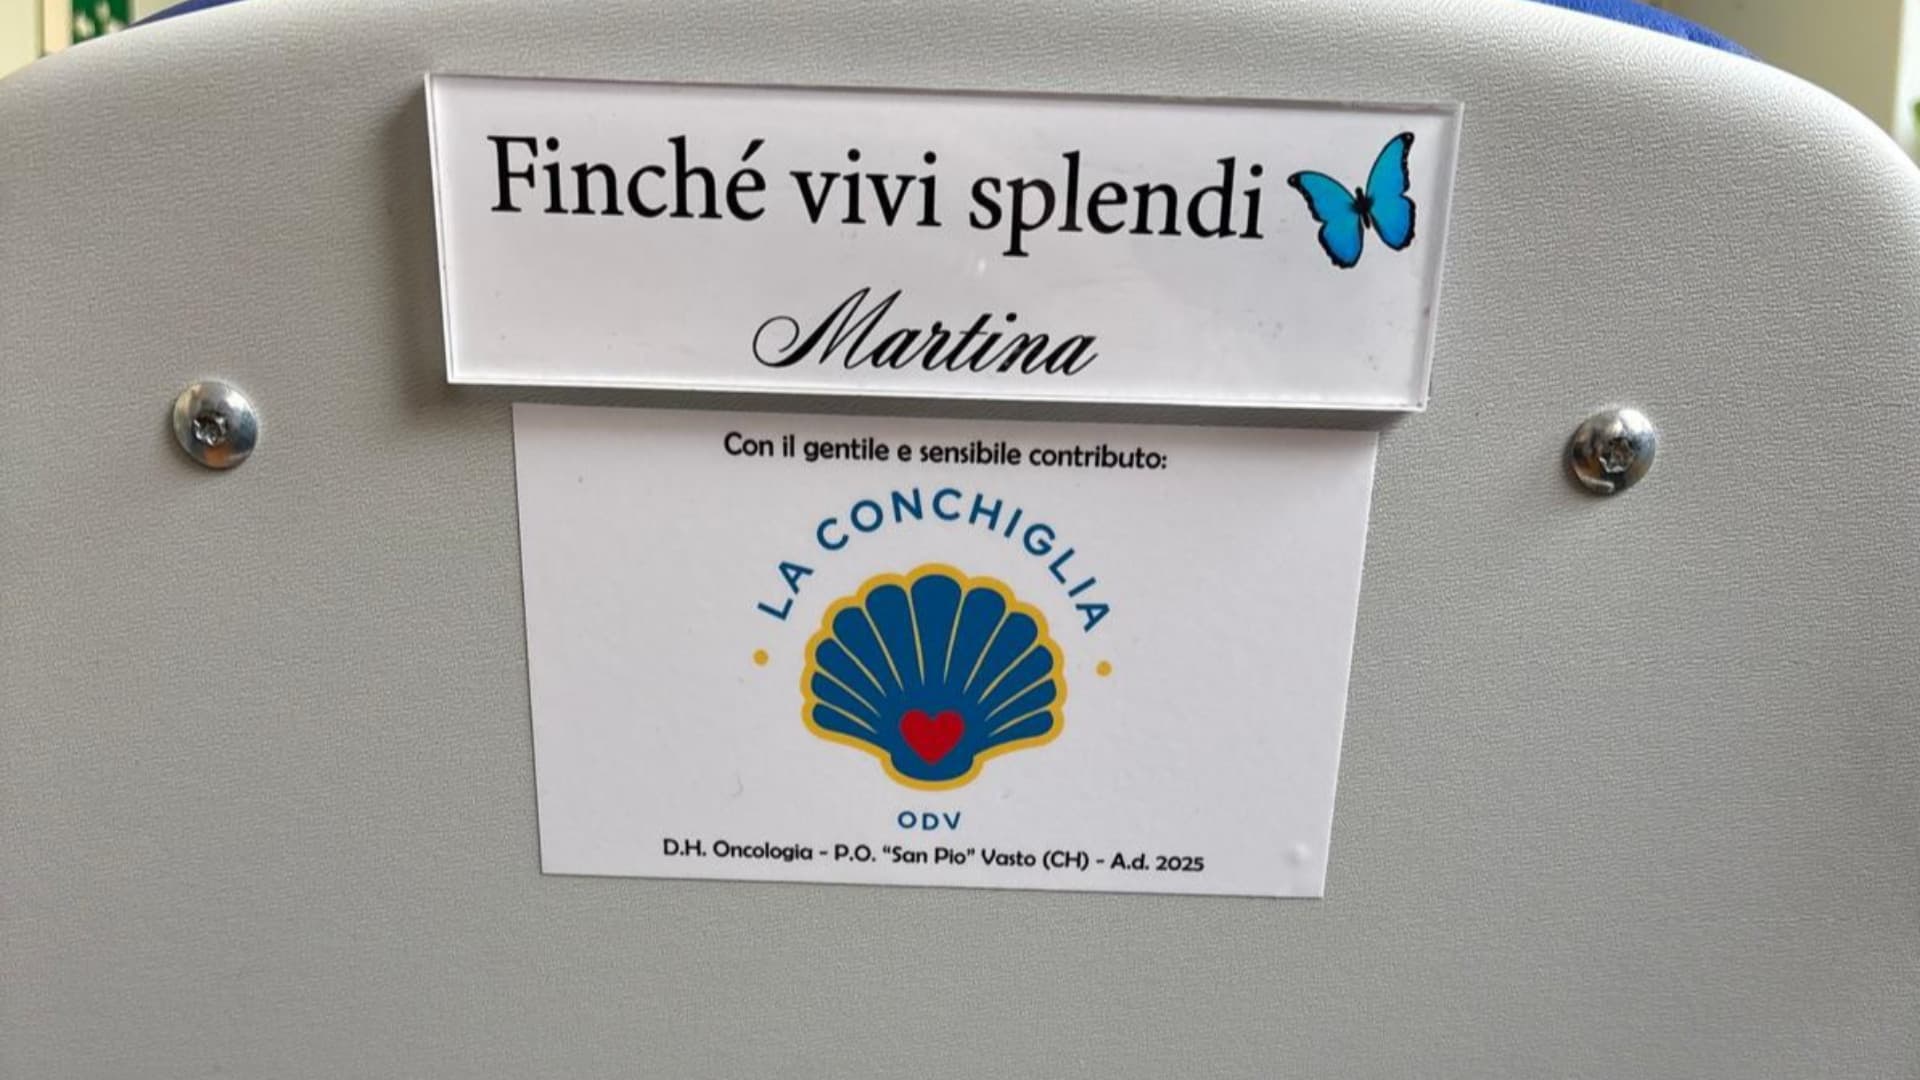 Finché vivi splendi
Martina
Con il gentile e sensibile contributo:
LA CONCHIGLIA
ODV
D.H. Oncologia - P.O. “San Pio” Vasto (CH) - A.d. 2025